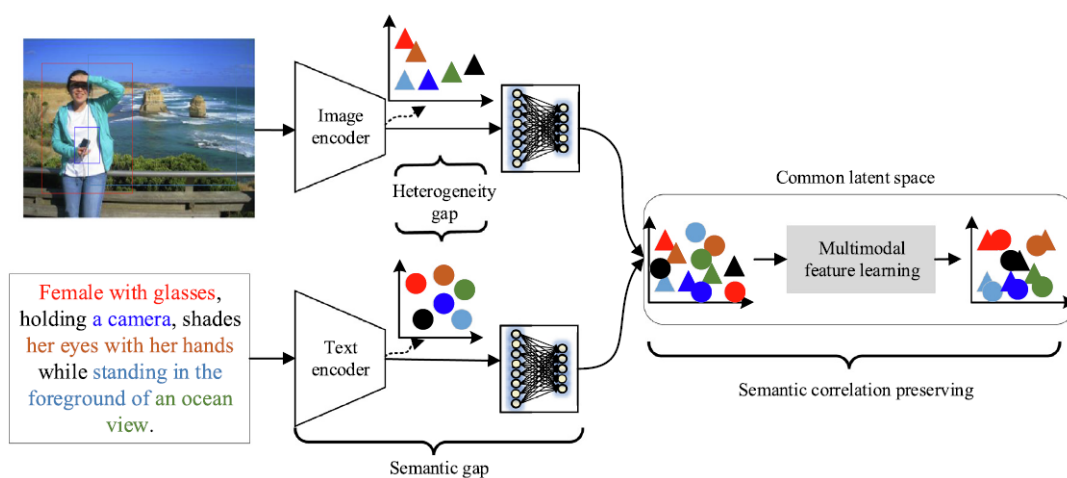 Image
encoder
Heterogeneity
gap
Common latent space
Multimodal
feature learning
Female with glasses,
holding a camera, shades
her eyes with her hands
while standing in the
foreground of an ocean
view.
Text
encoder
Semantic correlation preserving
Semantic gap